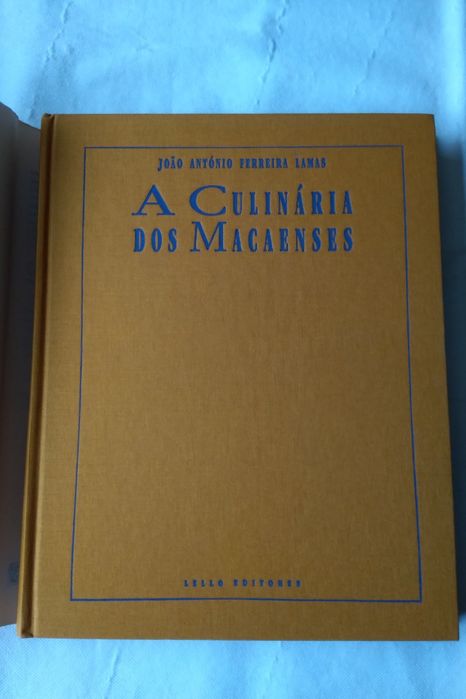 JOÃO ANTÓNIO FERREIRA LAMAS
A CULINÁRIA
DOS MACAENSES
LELLO EDITORES